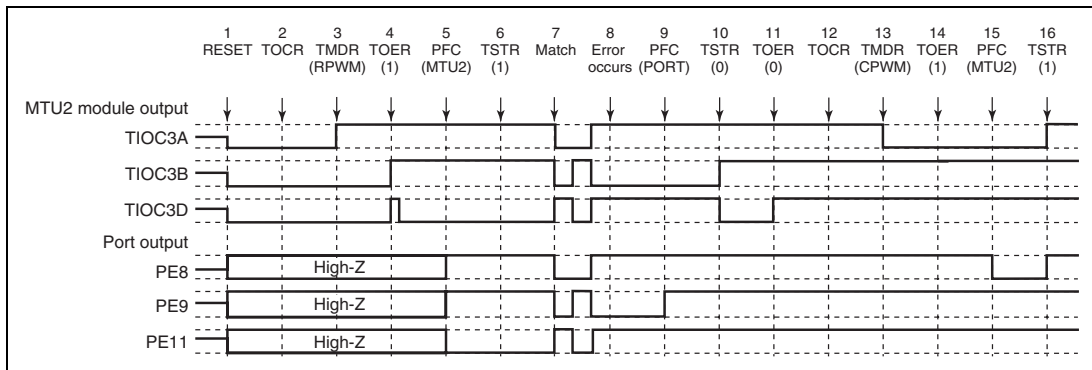 1 2 3 4 5 6 7 8 9 10 11 12 13 14 15 16
RESET TOCR TMDR TOER PFC TSTR Match Error PFC TSTR TOER TOCR TMDR TOER PFC TSTR
(RPWM) (1) (MTU2) (1) occurs (PORT) (0) (0) (CPWM) (1) (MTU2) (1)
MTU2 module output
TIOC3A
TIOC3B
TIOC3D
Port output
PE8 High-Z
PE9 High-Z
PE11 High-Z